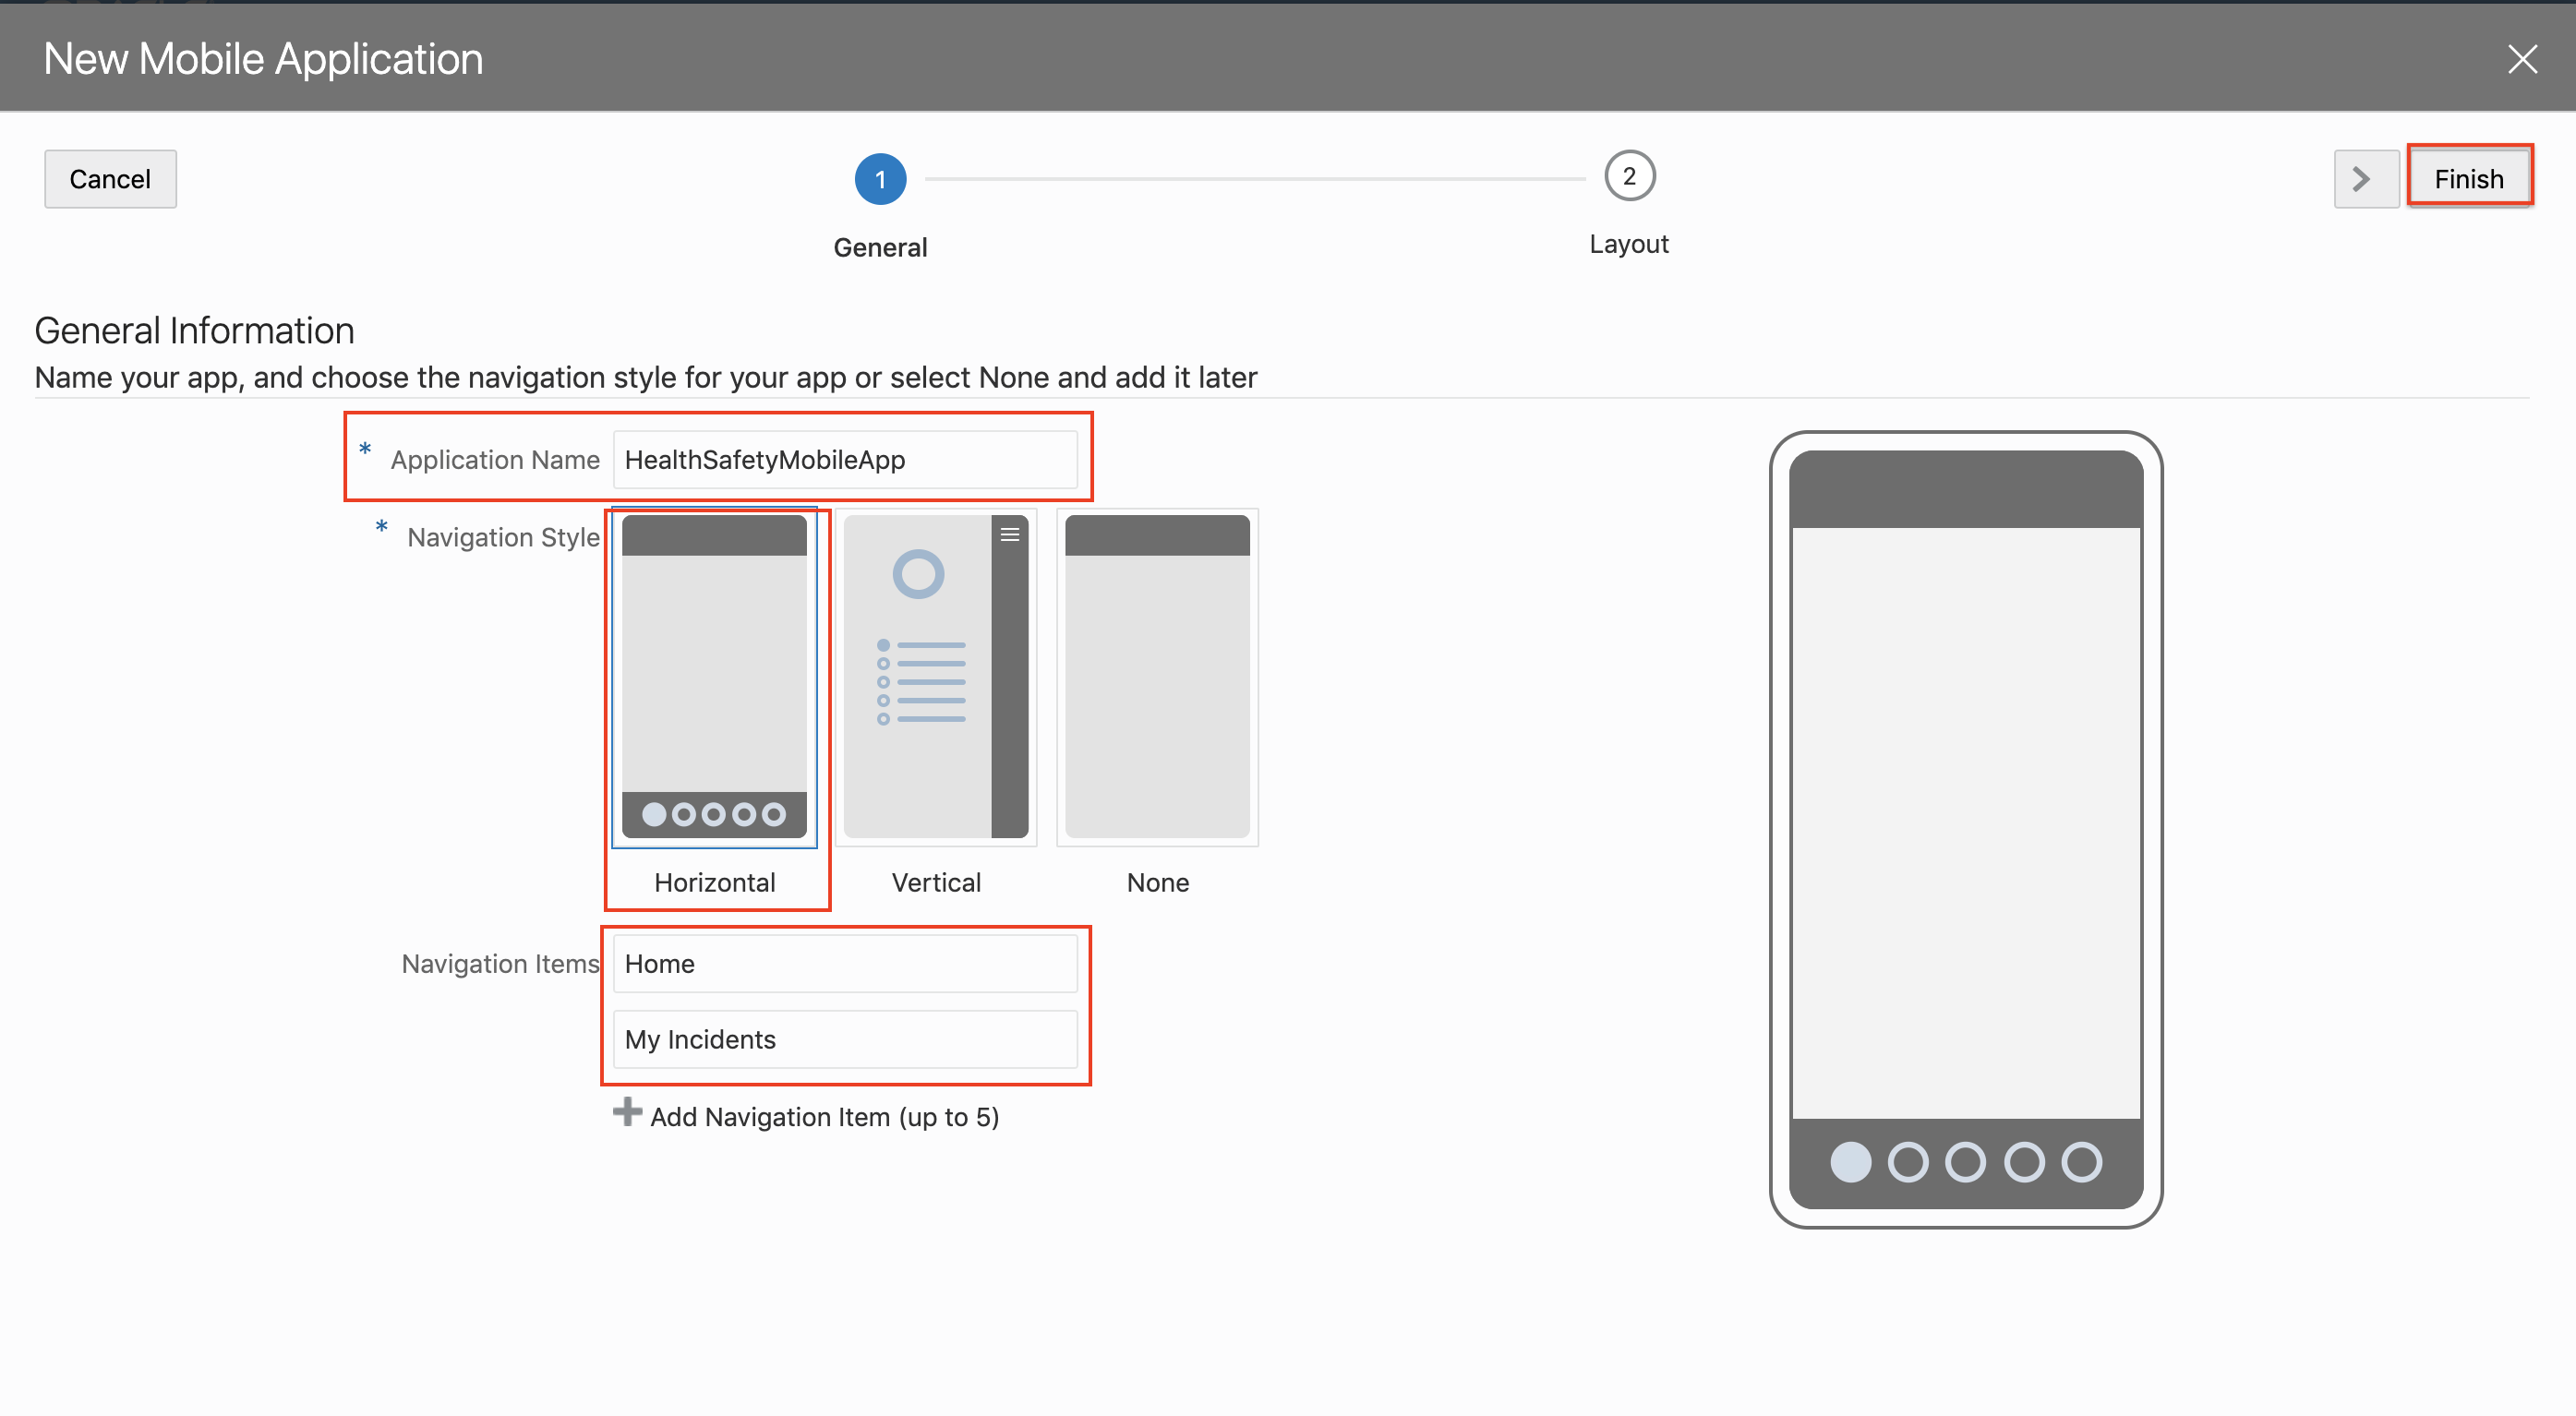 New Mobile Application
Cancel
1
2
Finish
General
Layout
General Information
Name your app, and choose the navigation style for your app or select None and add it later
* Application Name HealthSafetyMobileApp
* Navigation Style
Horizontal
Vertical
None
Navigation Items Home
My Incidents
Add Navigation Item (up to 5)